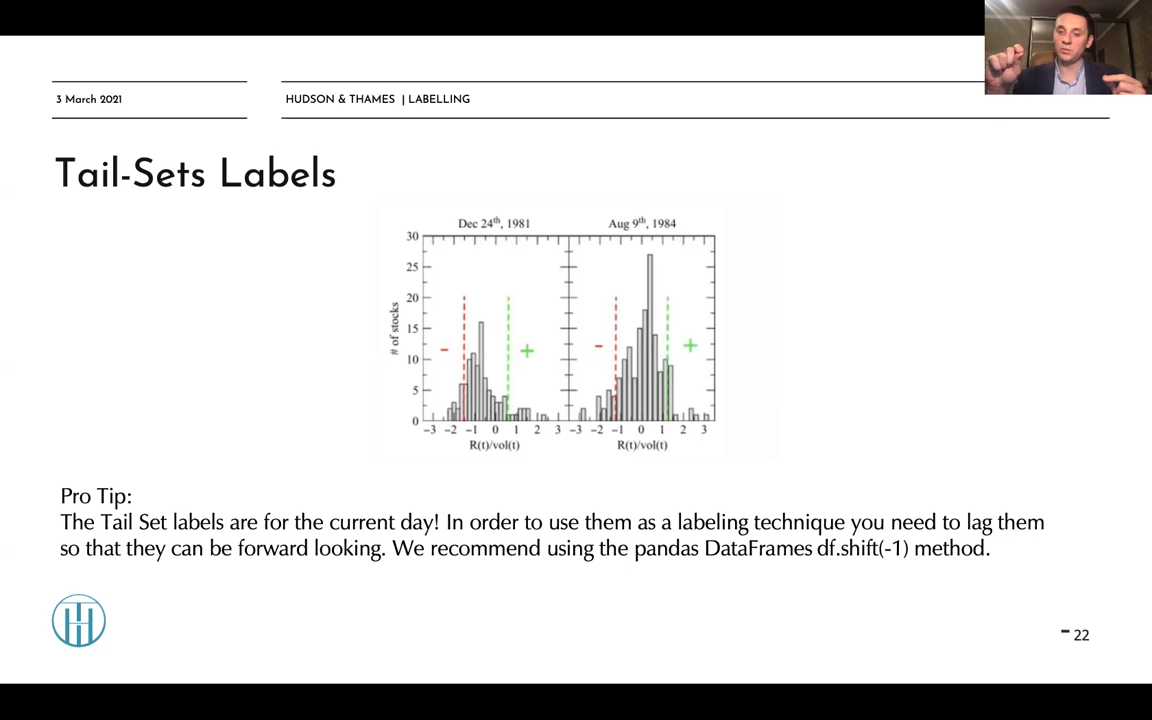 3 March 2021
HUDSON & THAMES | LABELLING
Tail-Sets Labels
Dec 24th, 1981
Aug 9th, 1984
30
25
20
15
10
5
0
# of stocks
-
+
-
+
−3 −2 −1 0 1 2 3
−3 −2 −1 0 1 2 3
R(t)/vol(t)
R(t)/vol(t)
Pro Tip:
The Tail Set labels are for the current day! In order to use them as a labeling technique you need to lag them
so that they can be forward looking. We recommend using the pandas DataFrames df.shift(-1) method.
- 22